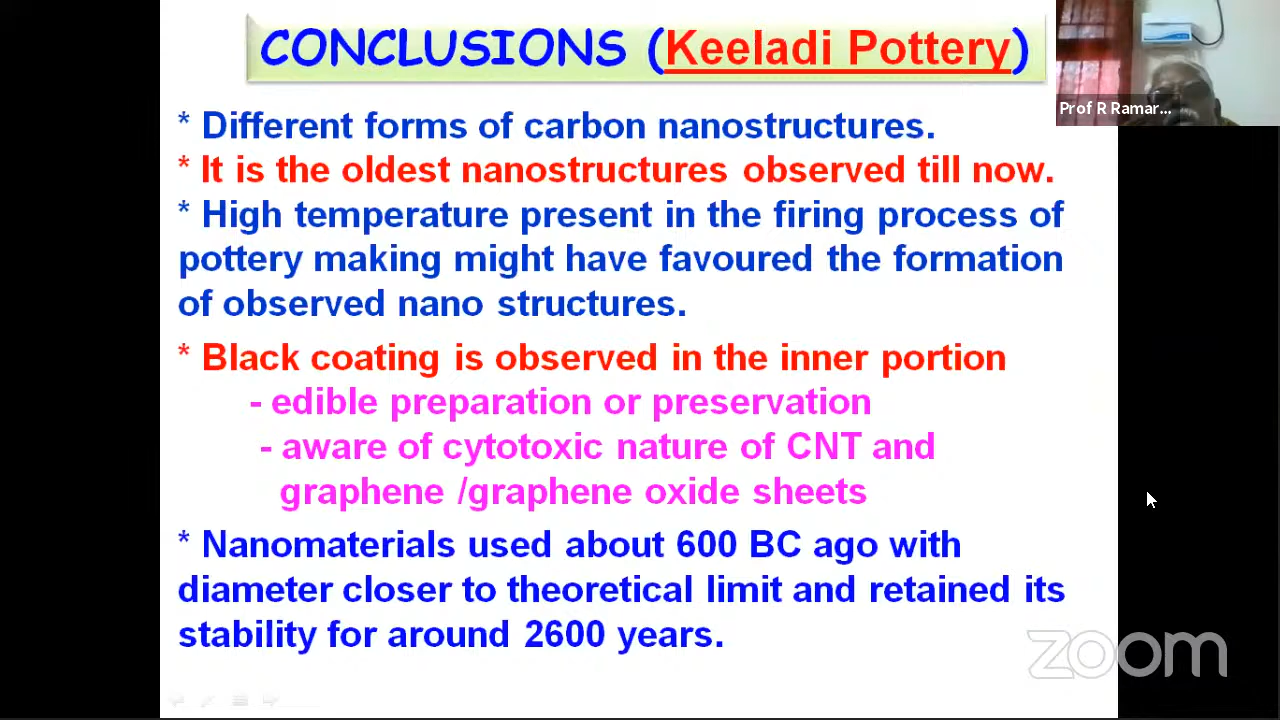 CONCLUSIONS (Keeladi Pottery)
Prof R Ramar...
* Different forms of carbon nanostructures.
* It is the oldest nanostructures observed till now.
* High temperature present in the firing process of
pottery making might have favoured the formation
of observed nano structures.
* Black coating is observed in the inner portion
- edible preparation or preservation
- aware of cytotoxic nature of CNT and
graphene /graphene oxide sheets
* Nanomaterials used about 600 BC ago with
diameter closer to theoretical limit and retained its
stability for around 2600 years.
zoom